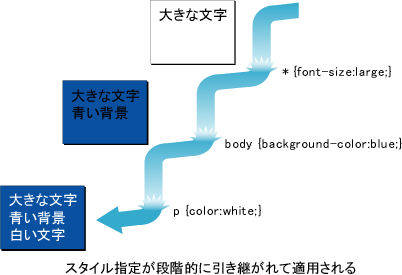 大きな文字
* {font-size:large;}
大きな文字
青い背景
body {background-color:blue;}
大きな文字
青い背景
白い文字
p {color:white;}
スタイル指定が段階的に引き継がれて適用される